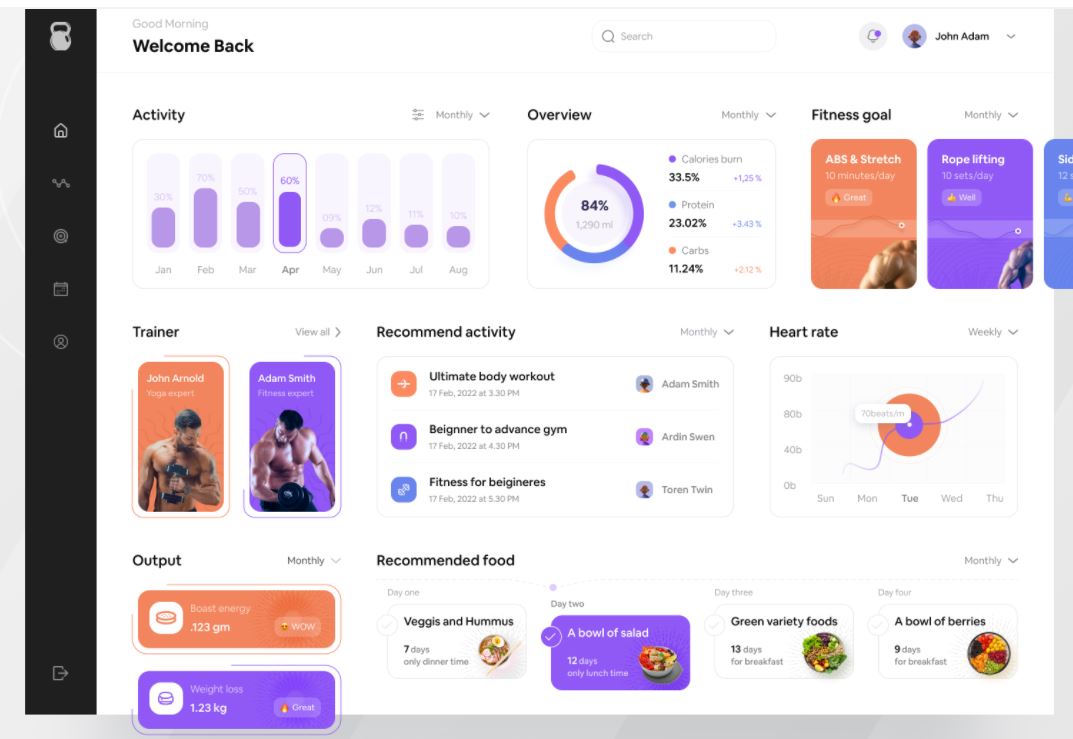 Good Morning
Welcome Back
Search
John Adam
Activity
Monthly
30%
70%
50%
60%
09%
12%
11%
10%
Jan
Feb
Mar
Apr
May
Jun
Jul
Aug
Overview
Monthly
84%
1,290 ml
Calories burn
33.5%
+1,25 %
Protein
23.02%
+3.43 %
Carbs
11.24%
+2.12 %
Fitness goal
Monthly
ABS & Stretch
10 minutes/day
Great
Rope lifting
10 sets/day
Well
Sid
12 s
Trainer
View all
John Arnold
Yoga expert
Adam Smith
Fitness expert
Recommend activity
Monthly
Ultimate body workout
17 Feb, 2022 at 3.30 PM
Adam Smith
Beignner to advance gym
17 Feb, 2022 at 4.30 PM
Ardin Swen
Fitness for beigineres
17 Feb, 2022 at 5.30 PM
Toren Twin
Heart rate
Weekly
90b
80b
40b
0b
70beats/m
Sun
Mon
Tue
Wed
Thu
Output
Monthly
Boast energy
.123 gm
WOW
Weight loss
1.23 kg
Great
Recommended food
Monthly
Day one
Veggis and Hummus
7 days
only dinner time
Day two
A bowl of salad
12 days
only lunch time
Day three
Green variety foods
13 days
for breakfast
Day four
A bowl of berries
9 days
for breakfast